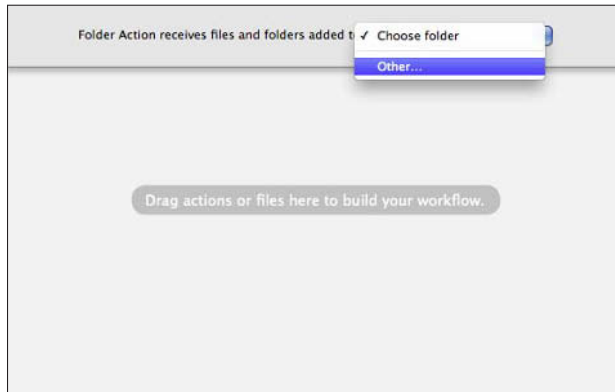 Folder Action receives files and folders added t
✓ Choose folder
Other...
Drag actions or files here to build your workflow.